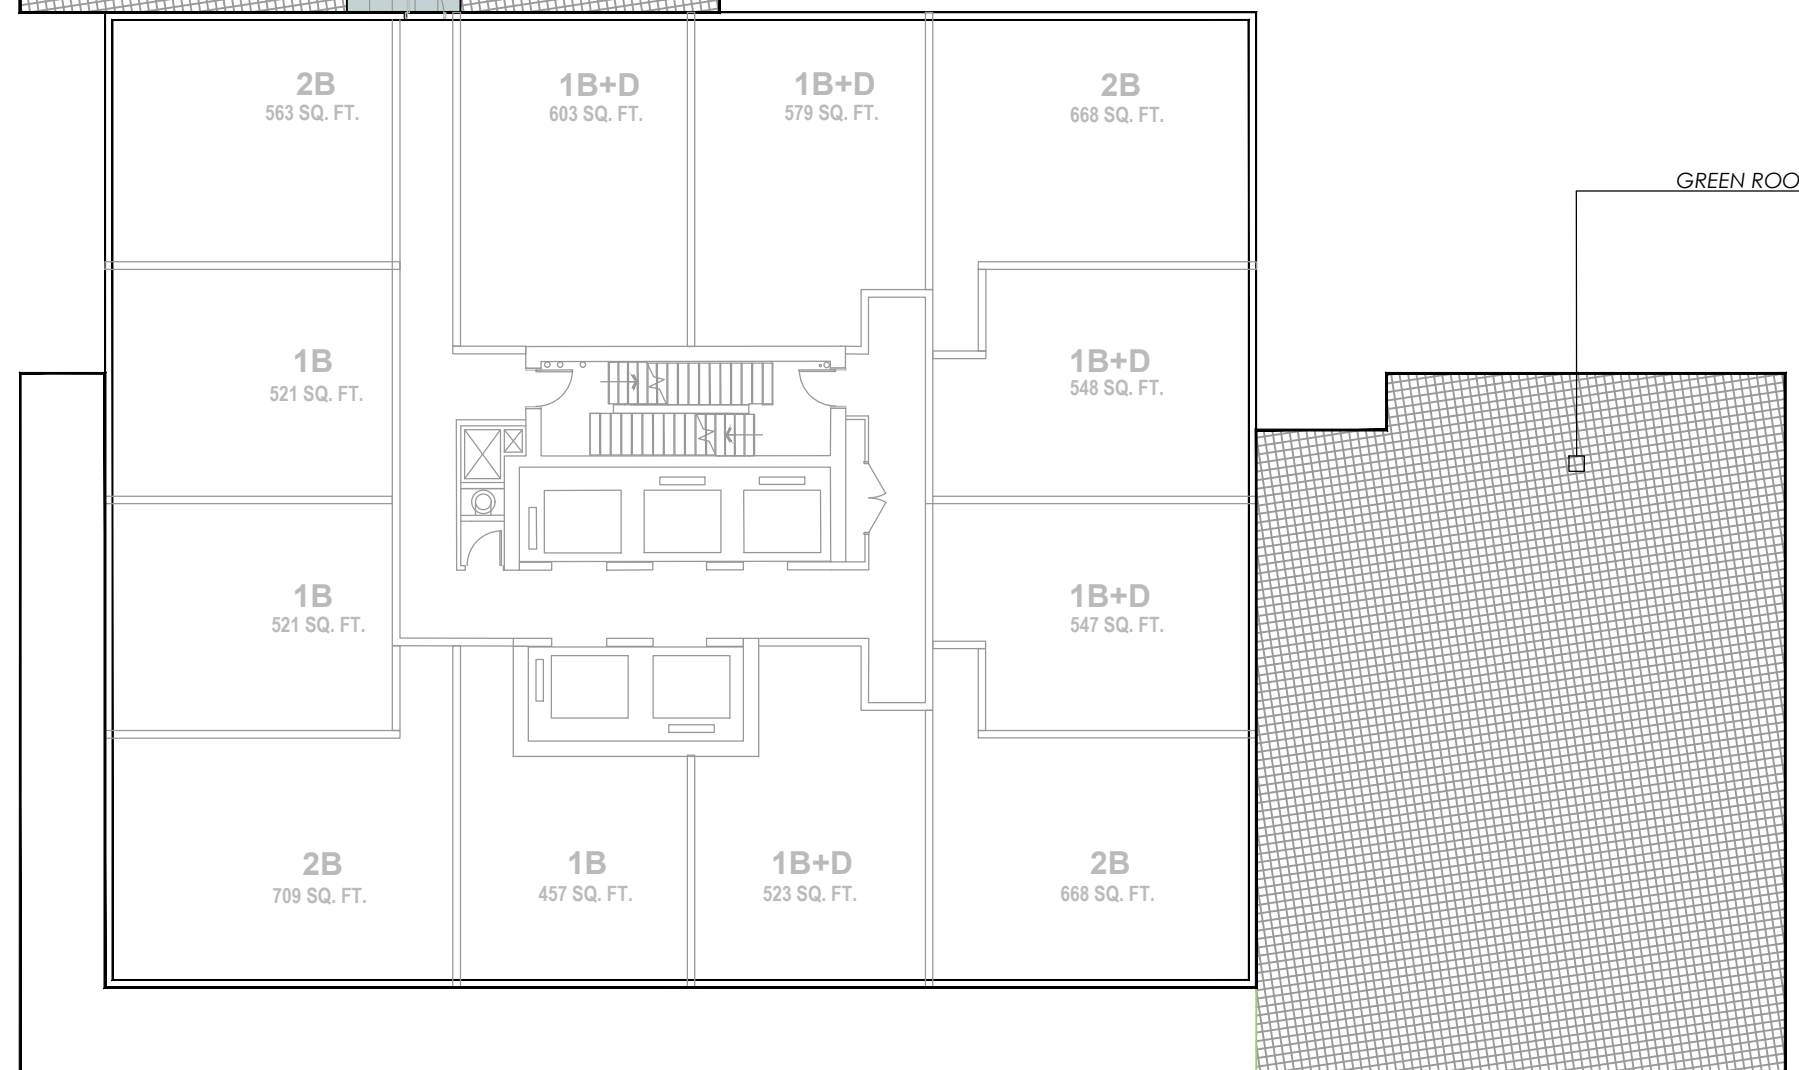 2B
563 SQ. FT.
1B+D
603 SQ. FT.
1B+D
579 SQ. FT.
2B
668 SQ. FT.
GREEN ROO
1B
521 SQ. FT.
1B+D
548 SQ. FT.
1B
521 SQ. FT.
1B+D
547 SQ. FT.
2B
709 SQ. FT.
1B
457 SQ. FT.
1B+D
523 SQ. FT.
2B
668 SQ. FT.